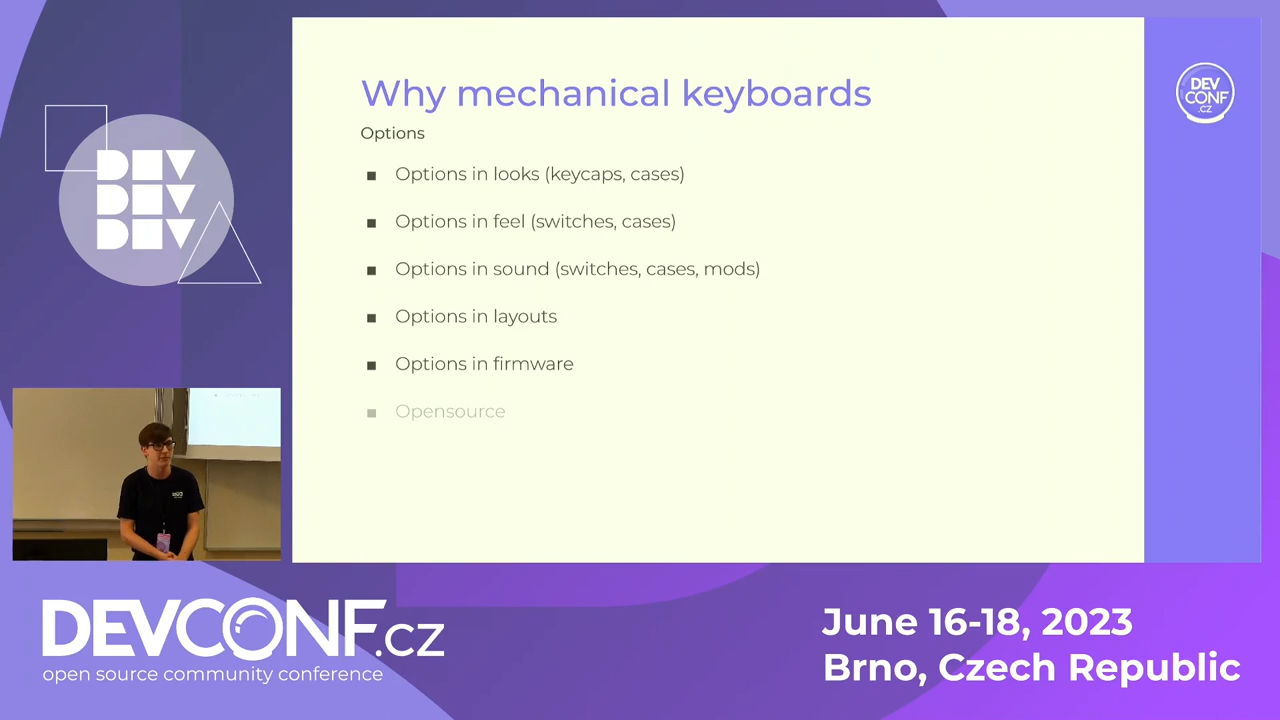 Why mechanical keyboards
Options
Options in looks (keycaps, cases)
Options in feel (switches, cases)
Options in sound (switches, cases, mods)
Options in layouts
Options in firmware
Opensource
DEV
CONF
.CZ
DEV
DEV
DEV
DEVCONF.cz
open source community conference
June 16-18, 2023
Brno, Czech Republic